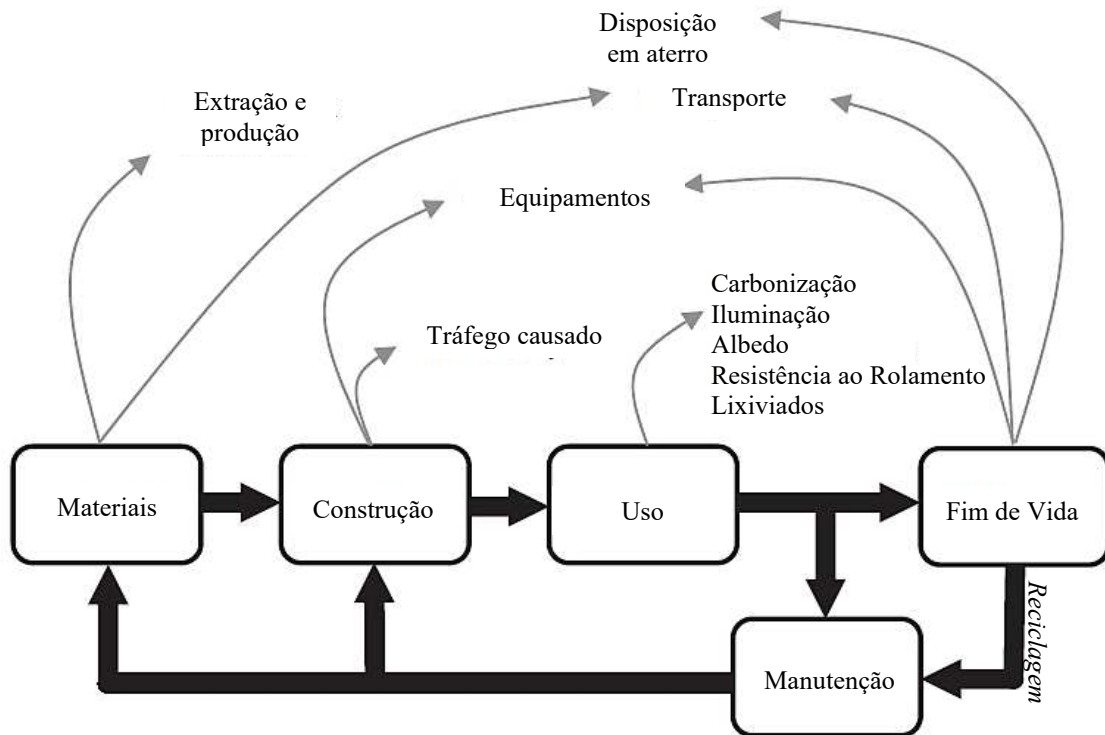 Disposição
em aterro
Extração e
produção
Transporte
Equipamentos
Carbonização
Iluminação
Albedo
Resistência ao Rolamento
Lixiviados
Tráfego causado
Materiais
Construção
Uso
Fim de Vida
Reciclagem
Manutenção